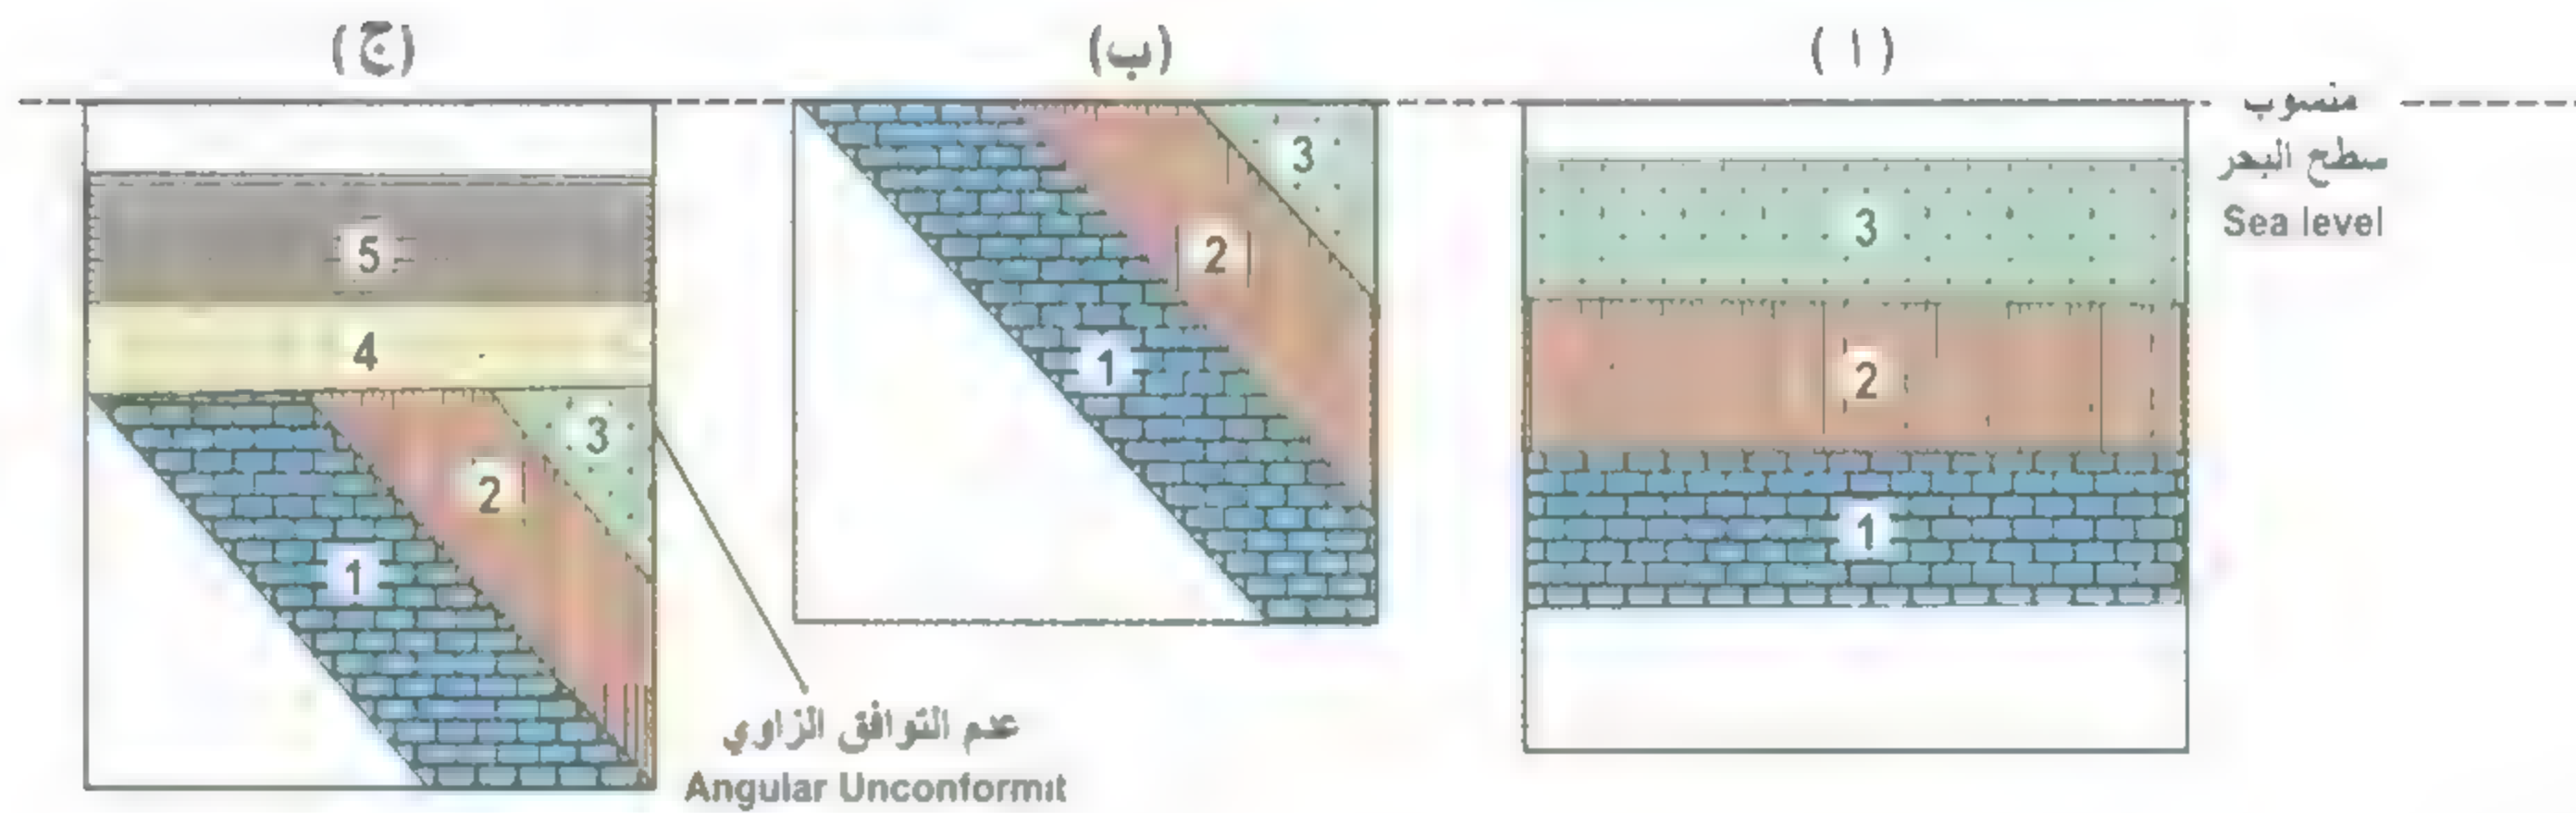 ( ا )
(ب)
(ج)
منسوب
سطح البحر
Sea level
3
2
1
3
2
1
5
4
3
2
1
عدم التوافق الزاوي
Angular Unconformit